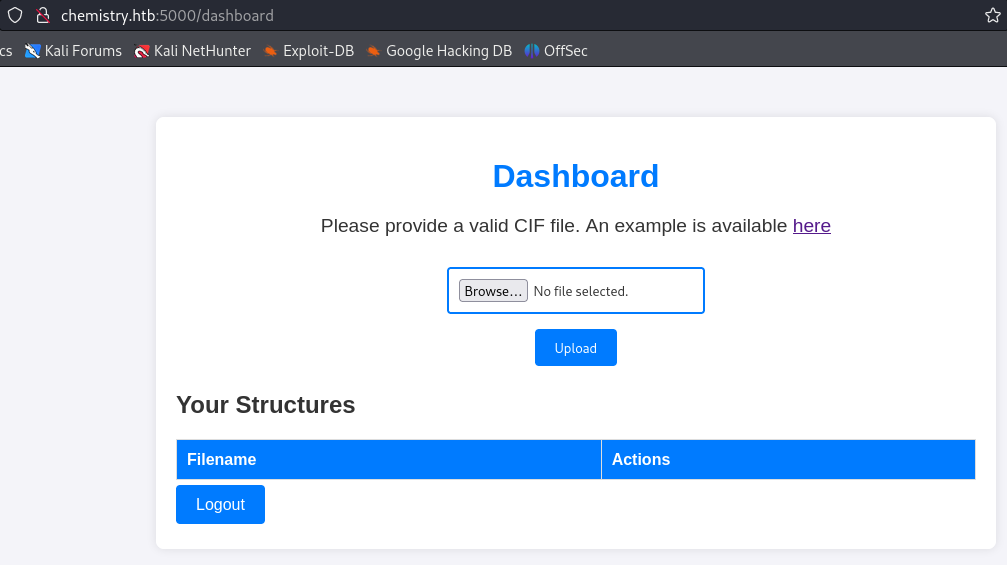 chemistry.htb:5000/dashboard
cs Kali Forums Kali NetHunter Exploit-DB Google Hacking DB OffSec
Dashboard
Please provide a valid CIF file. An example is available here
Browse... No file selected.
Upload
Your Structures
Filename Actions
Logout